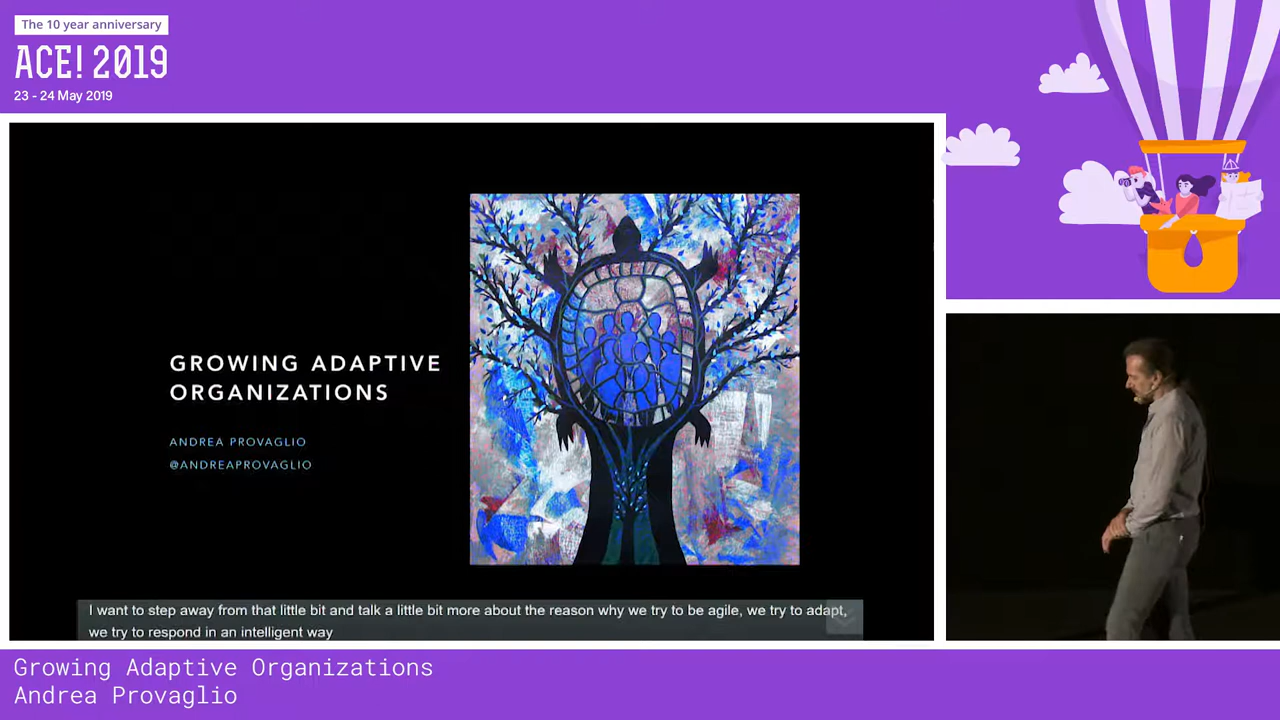 The 10 year anniversary
ACE! 2019
23 - 24 May 2019
GROWING ADAPTIVE
ORGANIZATIONS
ANDREA PROVAGLIO
@ANDREAPROVAGLIO
I want to step away from that little bit and talk a little bit more about the reason why we try to be agile, we try to adapt,
we try to respond in an intelligent way
Growing Adaptive Organizations
Andrea Provaglio